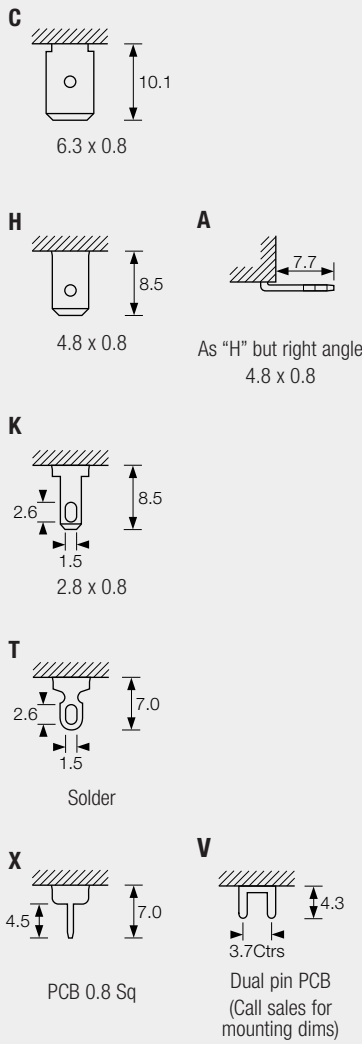 C
10.1
6.3 x 0.8
H
8.5
4.8 x 0.8
A
7.7
As “H” but right angle
4.8 x 0.8
K
8.5
2.6
1.5
2.8 x 0.8
T
7.0
2.6
1.5
Solder
X
4.5
7.0
PCB 0.8 Sq
V
4.3
3.7Ctrs
Dual pin PCB
(Call sales for
mounting dims)